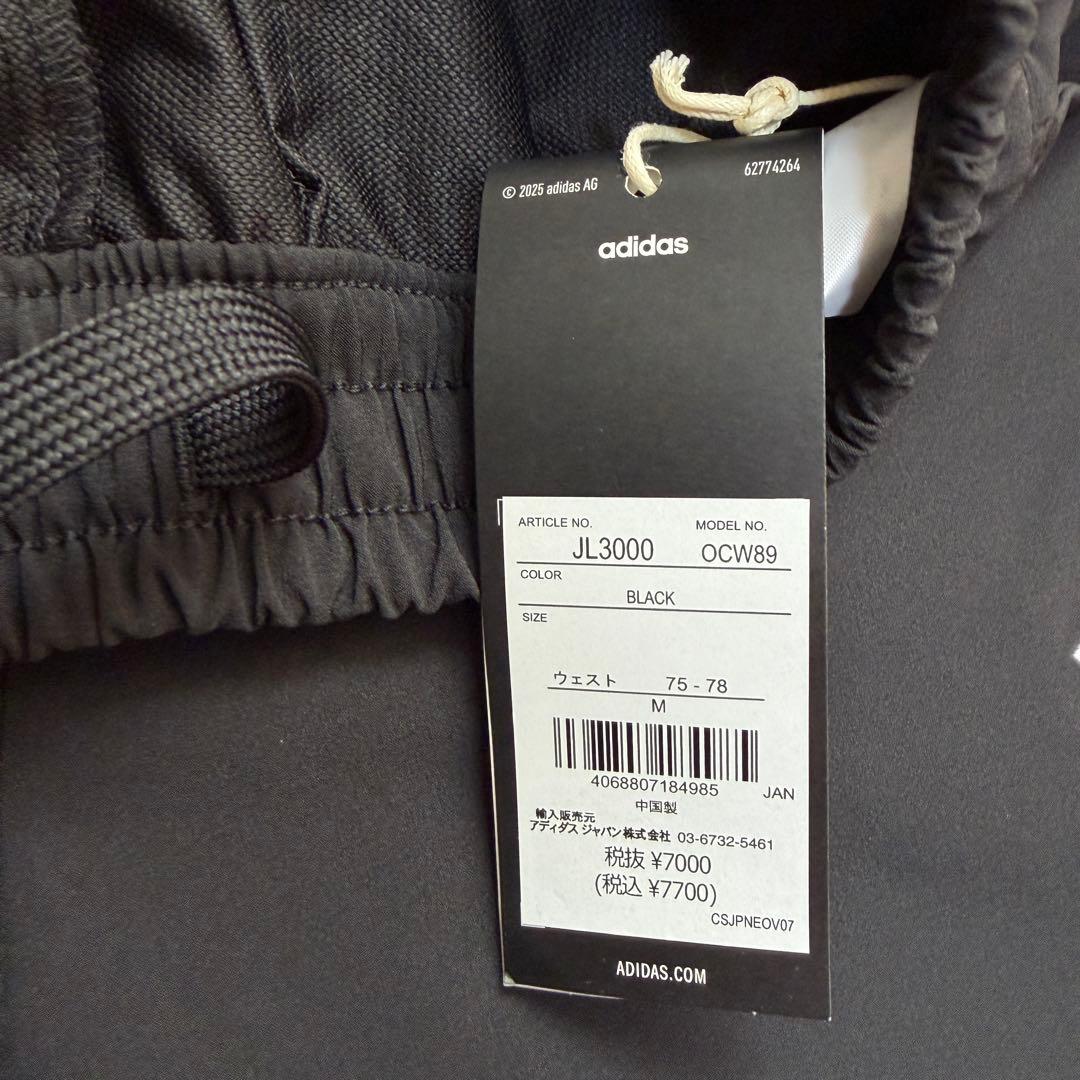 © 2025 adidas AG
62774264
adidas
ARTICLE NO. MODEL NO.
JL3000 OCW89
COLOR
BLACK
SIZE
ウェスト 75 - 78
M
4068807184985 JAN
中国製
輸入販売元
アディダス ジャパン株式会社 03-6732-5461
税抜 ¥7000
(税込 ¥7700)
CSJPNEOV07
ADIDAS.COM